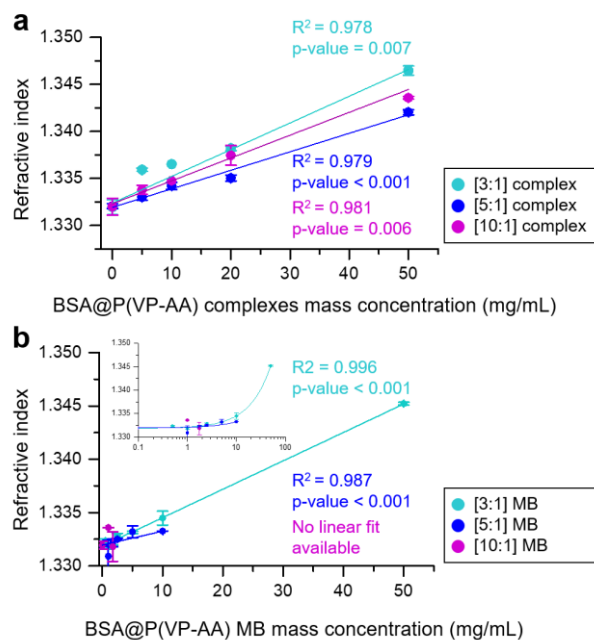 a
R² = 0.978
p-value = 0.007
1.350
1.345
1.340
1.335
1.330
Refractive index
R² = 0.979
p-value < 0.001
R² = 0.981
p-value = 0.006
[3:1] complex
[5:1] complex
[10:1] complex
0 10 20 30 40 50
BSA@P(VP-AA) complexes mass concentration (mg/mL)
b
R2 = 0.996
p-value < 0.001
1.350
1.345
1.340
1.335
1.330
0.1 1 10 100
1.350
1.346
1.342
1.334
1.330
Refractive index
R² = 0.987
p-value < 0.001
No linear fit
available
[3:1] MB
[5:1] MB
[10:1] MB
0 10 20 30 40 50
BSA@P(VP-AA) MB mass concentration (mg/mL)